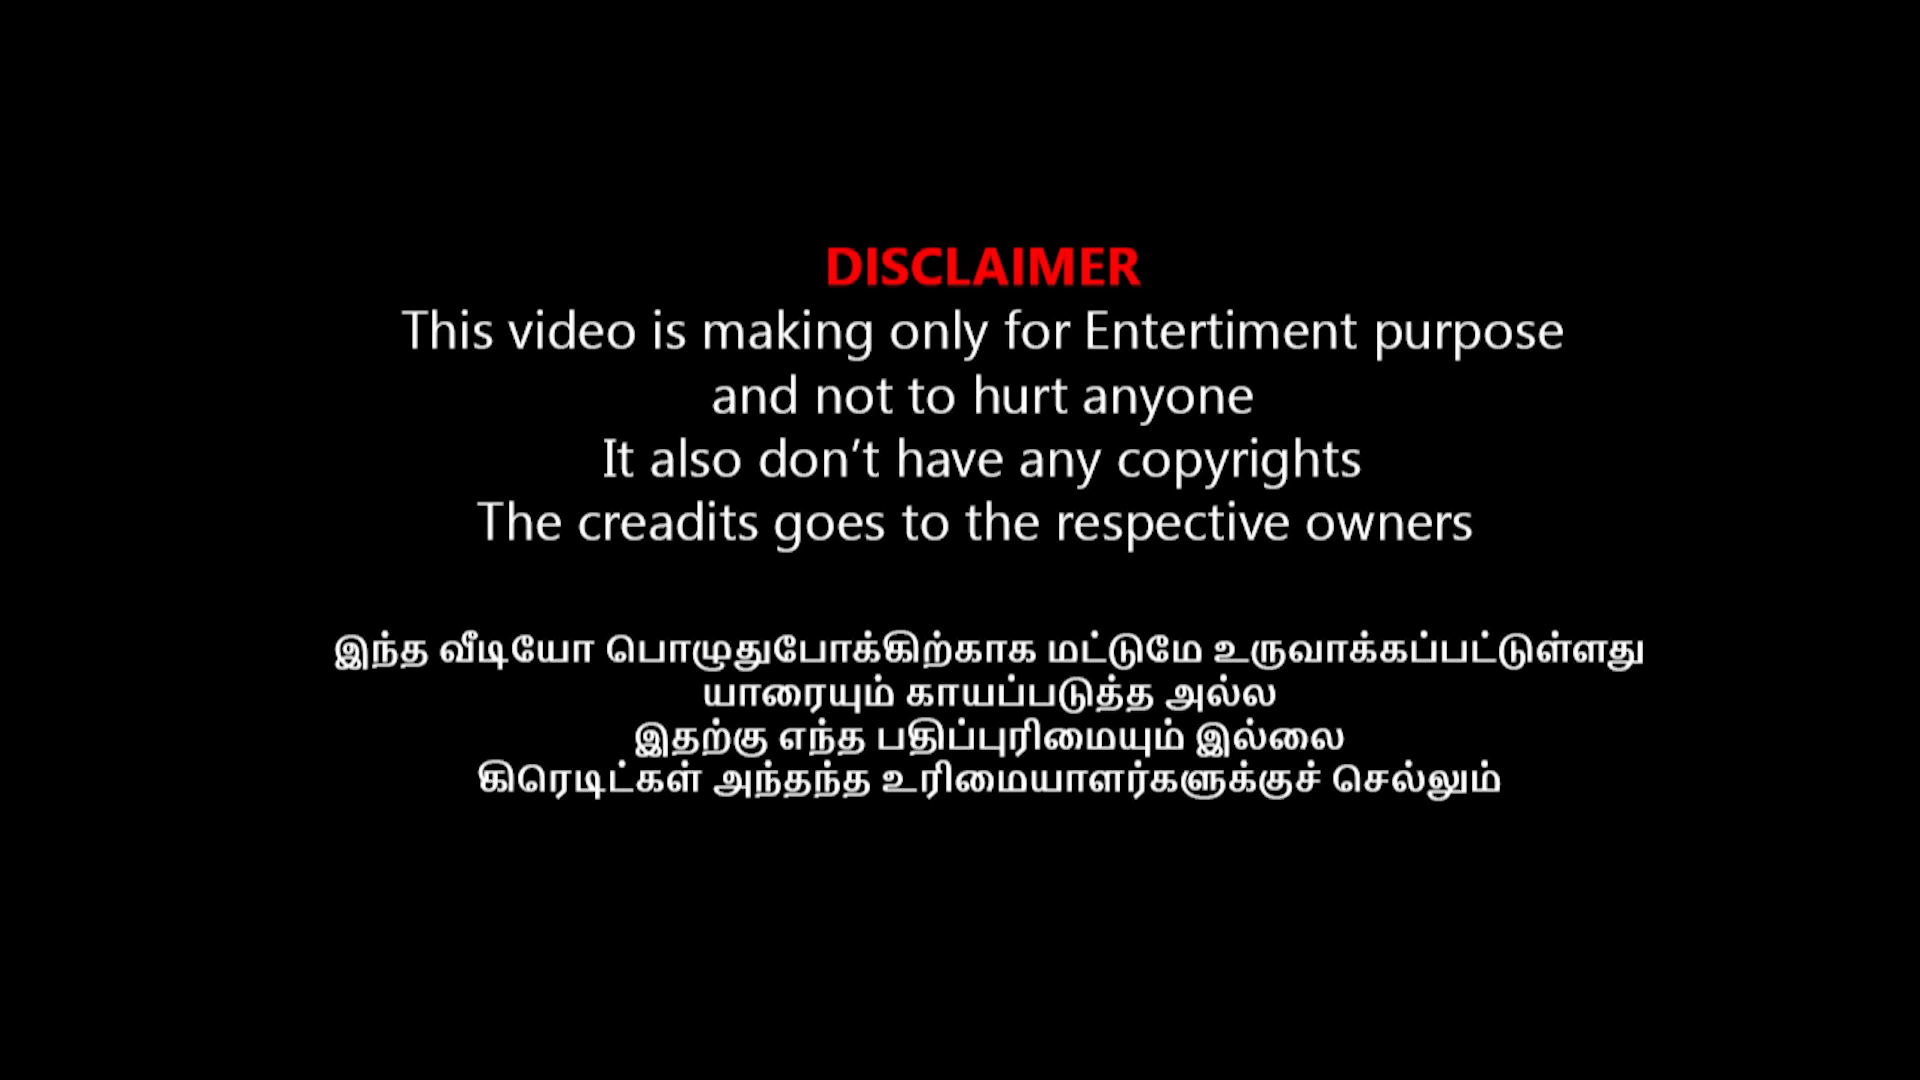 DISCLAIMER
This video is making only for Entertiment purpose
and not to hurt anyone
It also don’t have any copyrights
The creadits goes to the respective owners
இந்த வீடியோ பொழுதுபோக்கிற்காக மட்டுமே உருவாக்கப்பட்டுள்ளது
யாரையும் காயப்படுத்த அல்ல
இதற்கு எந்த பதிப்புரிமையும் இல்லை
கிரெடிட்கள் அந்தந்த உரிமையாளர்களுக்குச் செல்லும்